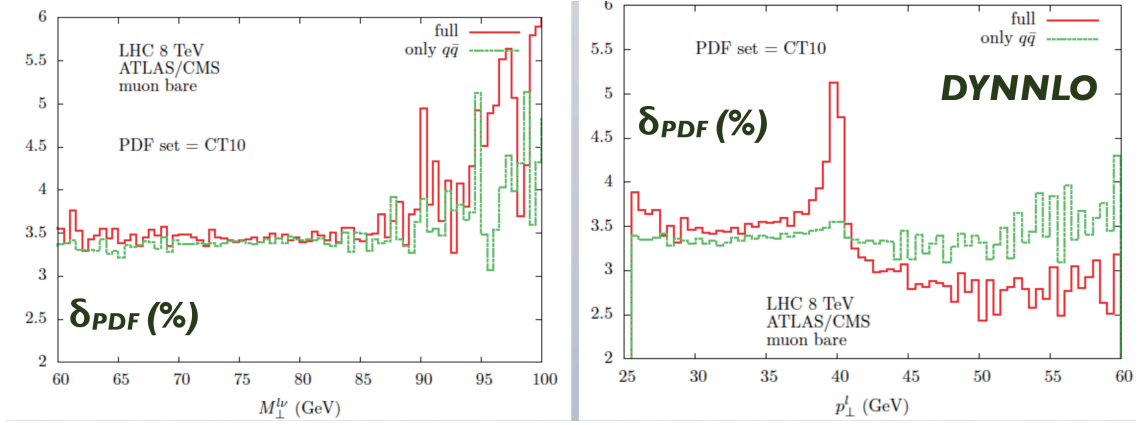 6
5.5
5
4.5
4
3.5
3
2.5
2
full
only qq̄
LHC 8 TeV
ATLAS/CMS
muon bare
PDF set = CT10
δPDF (%)
60 65 70 75 80 85 90 95 100
M⊥^lν (GeV)
6
5.5
5
4.5
4
3.5
3
2.5
2
full
only qq̄
PDF set = CT10
DYNNLO
δPDF (%)
LHC 8 TeV
ATLAS/CMS
muon bare
25 30 35 40 45 50 55 60
p⊥^l (GeV)